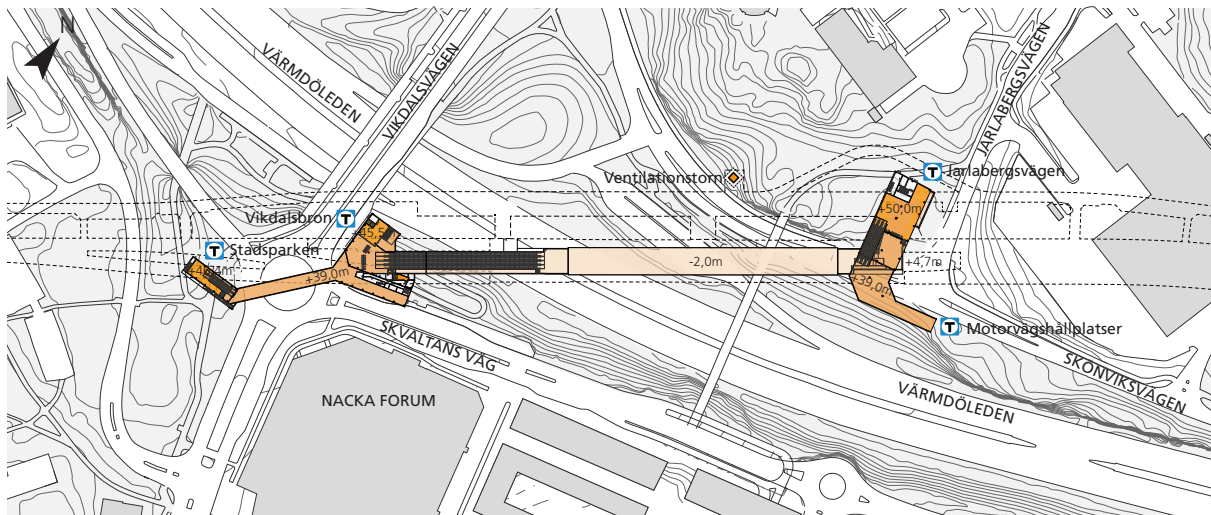 N
VÄRMDÖLEDEN
VIKDALSVÄGEN
JARLABERGSVÄGEN
Ventilationstorn
T Jarlabergsvägen
+50,0m
Vikdalsbron T
T Stadsparken
+39,0m
-2,0m
+4,7m
+39,0m
T Motorvägshållplatser
SKVALTANS VÄG
SKÖNVIKSVÄGEN
VÄRMDÖLEDEN
NACKA FORUM